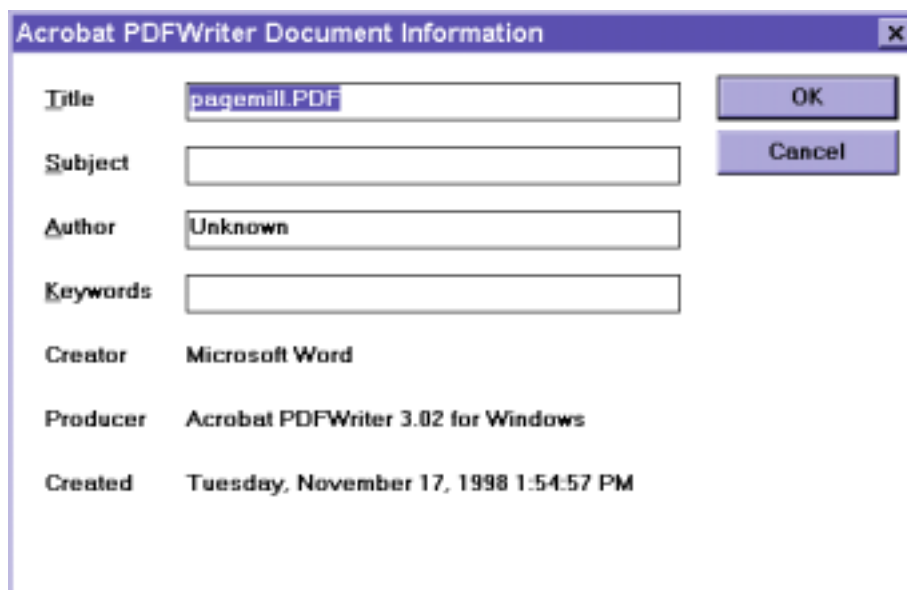 Acrobat PDFWriter Document Information
Title pagemill.PDF OK
Subject Cancel
Author Unknown
Keywords
Creator Microsoft Word
Producer Acrobat PDFWriter 3.02 for Windows
Created Tuesday, November 17, 1998 1:54:57 PM